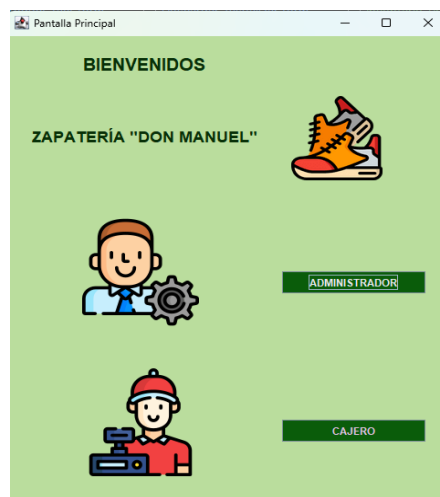 Pantalla Principal
BIENVENIDOS
ZAPATERÍA "DON MANUEL"
ADMINISTRADOR
CAJERO